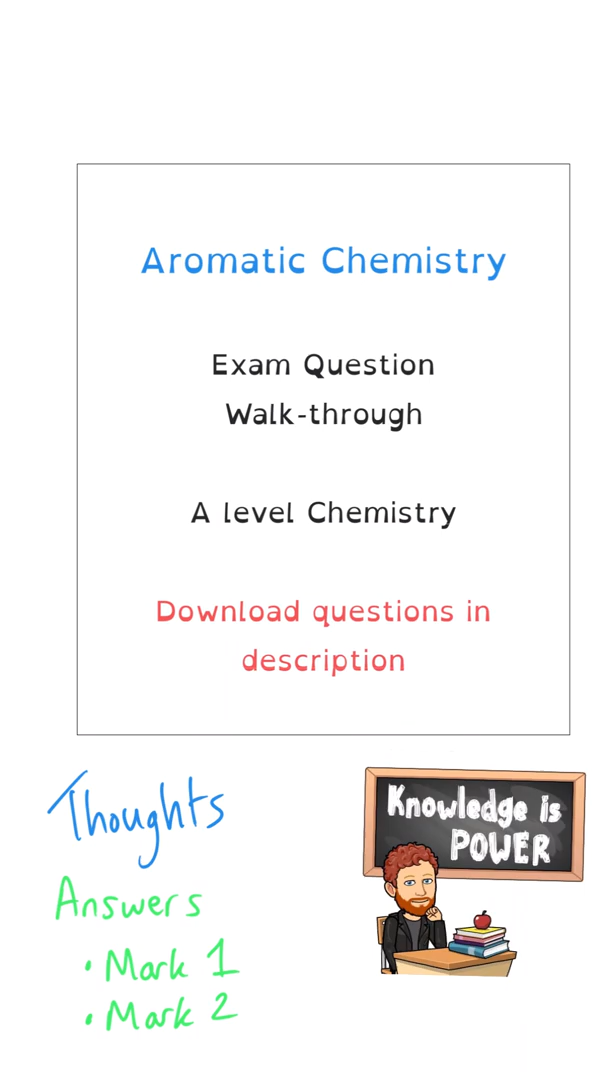 Aromatic Chemistry
Exam Question
Walk-through
A level Chemistry
Download questions in
description
Thoughts
Answers
• Mark 1
• Mark 2
Knowledge is
POWER